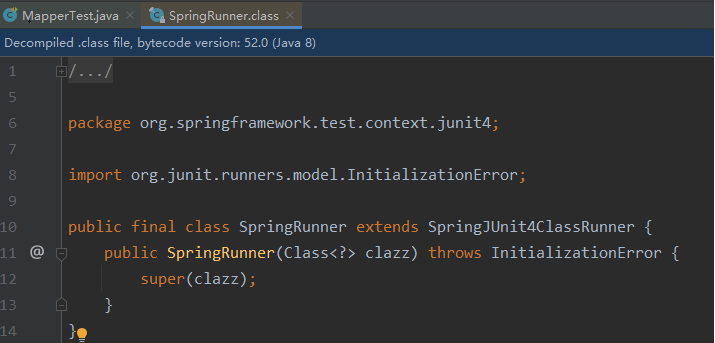 MapperTest.java × SpringRunner.class ×
Decompiled .class file, bytecode version: 52.0 (Java 8)
1 /.../
5
6 package org.springframework.test.context.junit4;
7
8 import org.junit.runners.model.InitializationError;
9
10 public final class SpringRunner extends SpringJUnit4ClassRunner {
11 @ public SpringRunner(Class<?> clazz) throws InitializationError {
12 super(clazz);
13 }
14 }